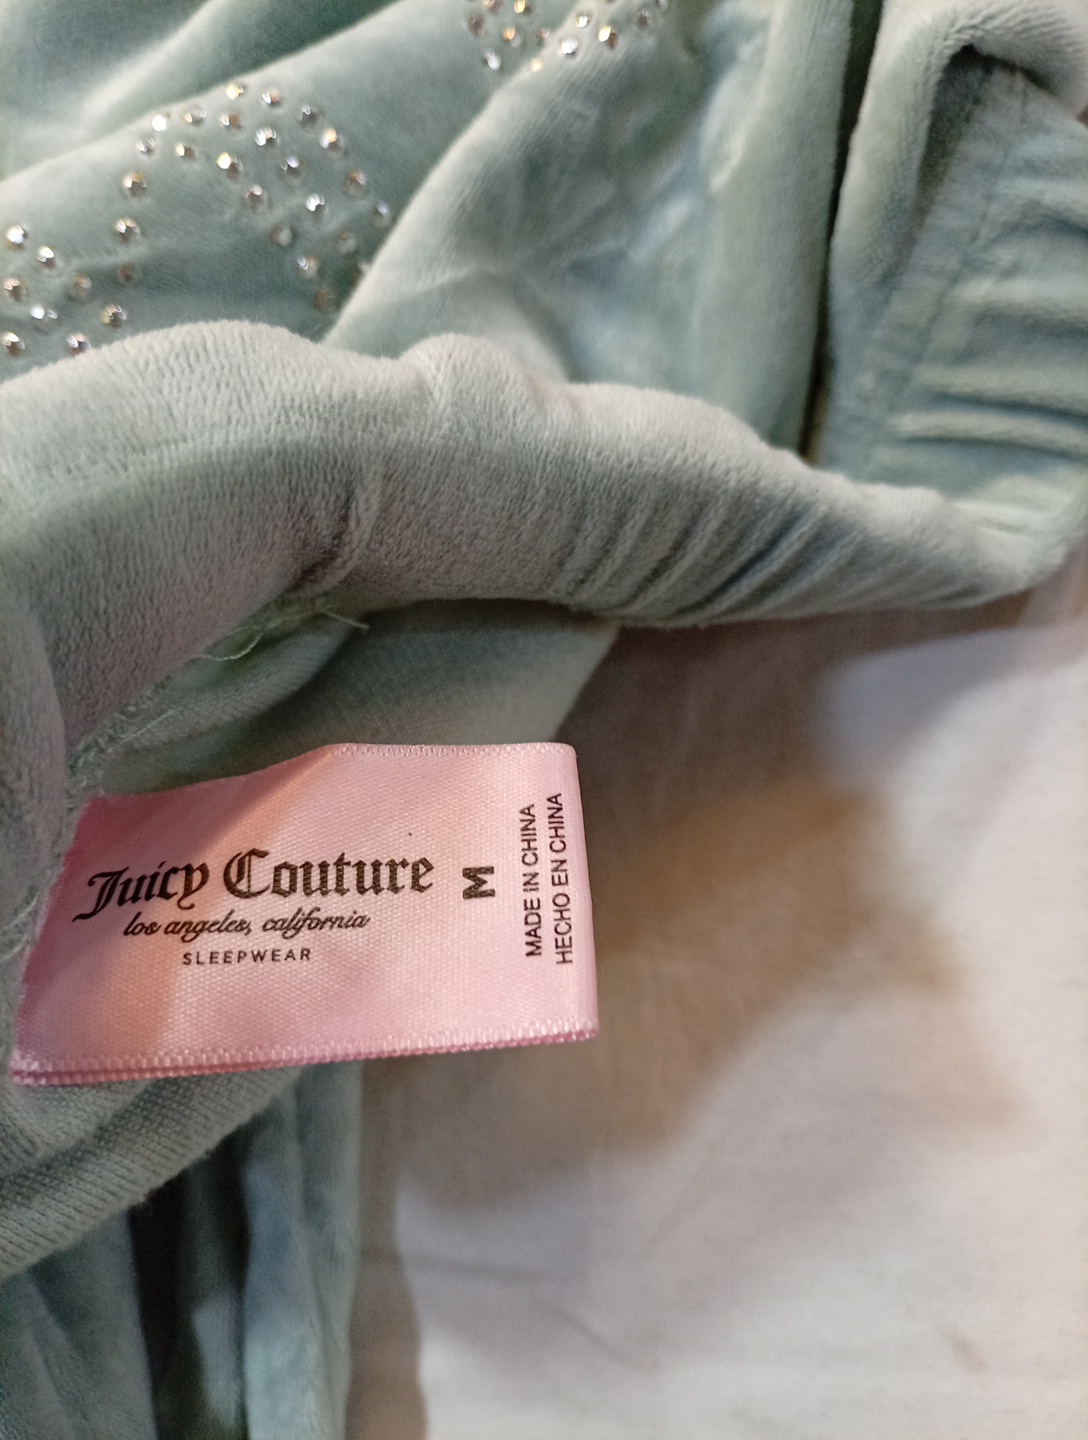 Juicy Couture
los angeles, california
SLEEPWEAR
M
MADE IN CHINA
HECHO EN CHINA